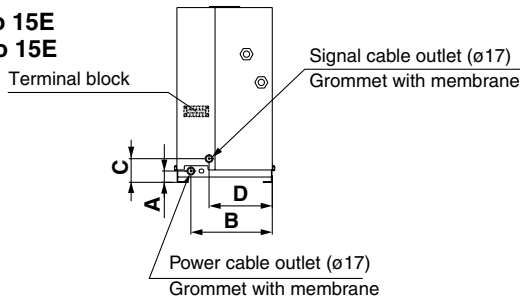 15E
15E
Signal cable outlet (ø17)
Grommet with membrane
Terminal block
C
A
D
B
Power cable outlet (ø17)
Grommet with membrane